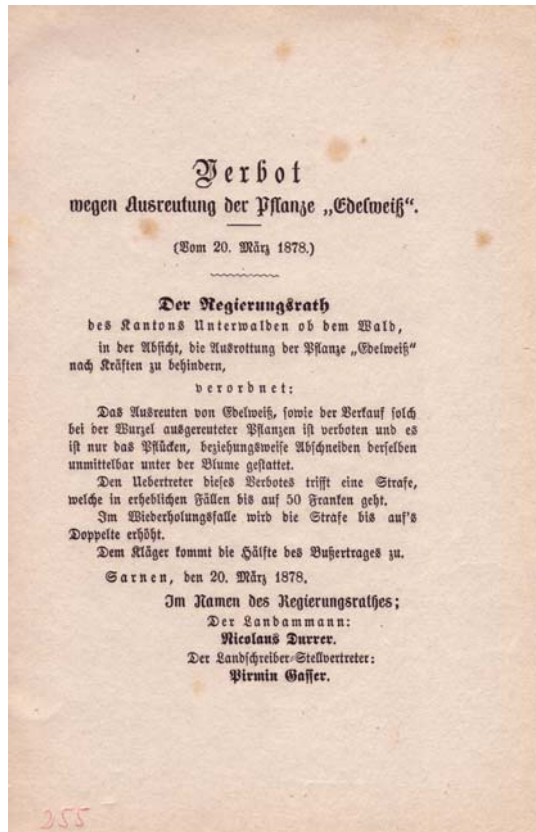 Verbot
wegen Ausreutung der Pflanze „Edelweiß“.
(Vom 20. März 1878.)
Der Regierungsrath
des Kantons Unterwalden ob dem Wald,
in der Absicht, die Ausrottung der Pflanze „Edelweiß“
nach Kräften zu behindern,
verordnet:
Das Ausreuten von Edelweiß, sowie der Verkauf solch
bei der Wurzel ausgereuteter Pflanzen ist verboten und es
ist nur das Pflücken, beziehungsweise Abschneiden derselben
unmittelbar unter der Blume gestattet.
Den Uebertreter dieses Verbotes trifft eine Strafe,
welche in erheblichen Fällen bis auf 50 Franken geht.
Im Wiederholungsfalle wird die Strafe bis auf's
Doppelte erhöht.
Dem Kläger kommt die Hälfte des Bußertrages zu.
Sarnen, den 20. März 1878.
Im Namen des Regierungsrathes;
Der Landammann:
Nicolaus Durrer.
Der Landschreiber-Stellvertreter:
Pirmin Gasser.
355